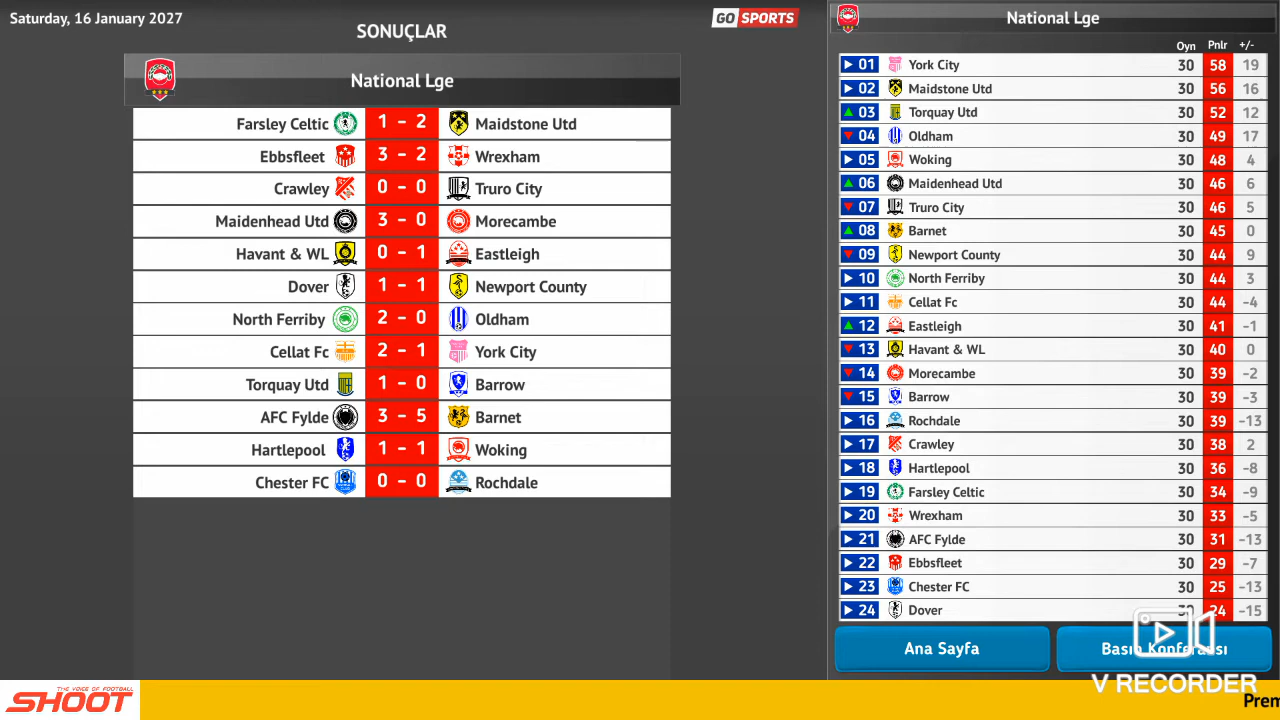 Saturday, 16 January 2027
SONUÇLAR
GO SPORTS
National Lge
Farsley Celtic 1 - 2 Maidstone Utd
Ebbsfleet 3 - 2 Wrexham
Crawley 0 - 0 Truro City
Maidenhead Utd 3 - 0 Morecambe
Havant & WL 0 - 1 Eastleigh
Dover 1 - 1 Newport County
North Ferriby 2 - 0 Oldham
Cellat Fc 2 - 1 York City
Torquay Utd 1 - 0 Barrow
AFC Fylde 3 - 5 Barnet
Hartlepool 1 - 1 Woking
Chester FC 0 - 0 Rochdale
National Lge
Oyn Pnlr +/-
01 York City 30 58 19
02 Maidstone Utd 30 56 16
03 Torquay Utd 30 52 12
04 Oldham 30 49 17
05 Woking 30 48 4
06 Maidenhead Utd 30 46 6
07 Truro City 30 46 5
08 Barnet 30 45 0
09 Newport County 30 44 9
10 North Ferriby 30 44 3
11 Cellat Fc 30 44 -4
12 Eastleigh 30 41 -1
13 Havant & WL 30 40 0
14 Morecambe 30 39 -2
15 Barrow 30 39 -3
16 Rochdale 30 39 -13
17 Crawley 30 38 2
18 Hartlepool 30 36 -8
19 Farsley Celtic 30 34 -9
20 Wrexham 30 33 -5
21 AFC Fylde 30 31 -13
22 Ebbsfleet 30 29 -7
23 Chester FC 30 25 -13
24 Dover 30 24 -15
Ana Sayfa
Basın Konferansı
V RECORDER
THE VOICE OF FOOTBALL
SHOOT
Prem